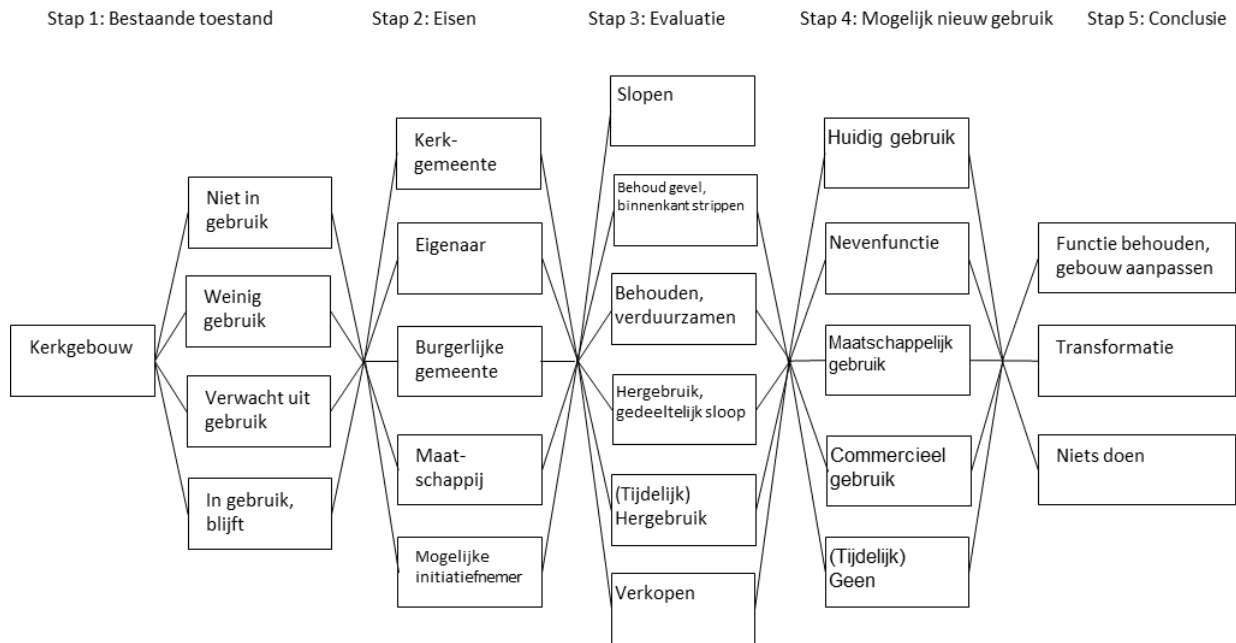 Stap 1: Bestaande toestand
Stap 2: Eisen
Stap 3: Evaluatie
Stap 4: Mogelijk nieuw gebruik
Stap 5: Conclusie
Kerkgebouw
Niet in
gebruik
Weinig
gebruik
Verwacht uit
gebruik
In gebruik,
blijft
Kerk-
gemeente
Eigenaar
Burgerlijke
gemeente
Maat-
schappij
Mogelijke
initiatiefnemer
Slopen
Behoud gevel,
binnenkant strippen
Behouden,
verduurzamen
Hergebruik,
gedeeltelijk sloop
(Tijdelijk)
Hergebruik
Verkopen
Huidig gebruik
Nevenfunctie
Maatschappelijk
gebruik
Commercieel
gebruik
(Tijdelijk)
Geen
Functie behouden,
gebouw aanpassen
Transformatie
Niets doen